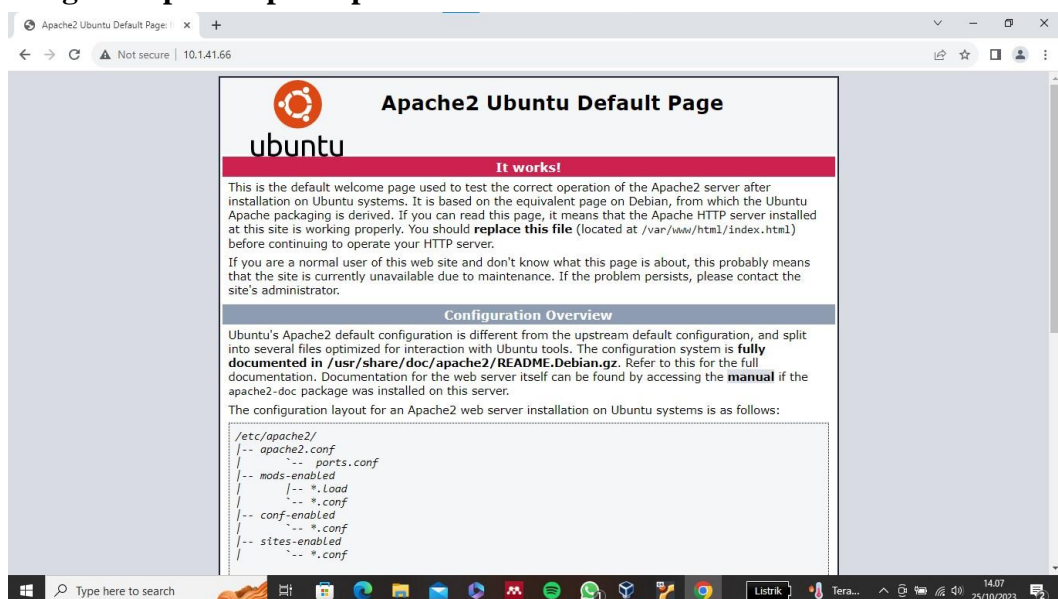 Apache2 Ubuntu Default Page:
Not secure | 10.1.41.66
ubuntu
Apache2 Ubuntu Default Page
It works!
This is the default welcome page used to test the correct operation of the Apache2 server after
installation on Ubuntu systems. It is based on the equivalent page on Debian, from which the Ubuntu
Apache packaging is derived. If you can read this page, it means that the Apache HTTP server installed
at this site is working properly. You should replace this file (located at /var/www/html/index.html)
before continuing to operate your HTTP server.
If you are a normal user of this web site and don't know what this page is about, this probably means
that the site is currently unavailable due to maintenance. If the problem persists, please contact the
site's administrator.
Configuration Overview
Ubuntu's Apache2 default configuration is different from the upstream default configuration, and split
into several files optimized for interaction with Ubuntu tools. The configuration system is fully
documented in /usr/share/doc/apache2/README.Debian.gz. Refer to this for the full
documentation. Documentation for the web server itself can be found by accessing the manual if the
apache2-doc package was installed on this server.
The configuration layout for an Apache2 web server installation on Ubuntu systems is as follows:
/etc/apache2/
|-- apache2.conf
|       `--  ports.conf
|-- mods-enabled
|       |-- *.load
|       `-- *.conf
|-- conf-enabled
|       `-- *.conf
|-- sites-enabled
|       `-- *.conf
Type here to search
Listrik
Tera...
14.07
25/10/2023